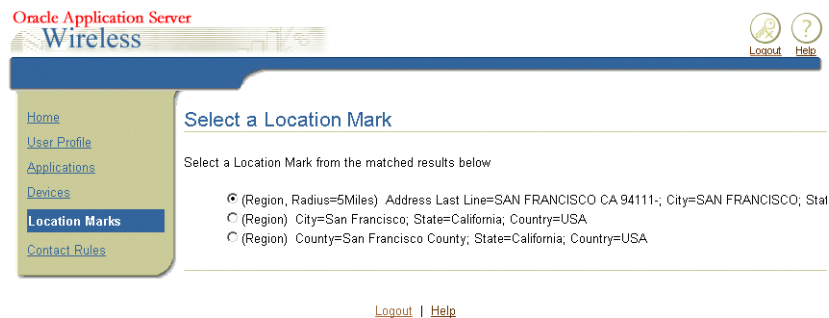 Oracle Application Server
Wireless
Logout
Help
Home
User Profile
Applications
Devices
Location Marks
Contact Rules
Select a Location Mark
Select a Location Mark from the matched results below
(Region, Radius=5Miles) Address Last Line=SAN FRANCISCO CA 94111-; City=SAN FRANCISCO; Stat
(Region) City=San Francisco; State=California; Country=USA
(Region) County=San Francisco County; State=California; Country=USA
Logout | Help